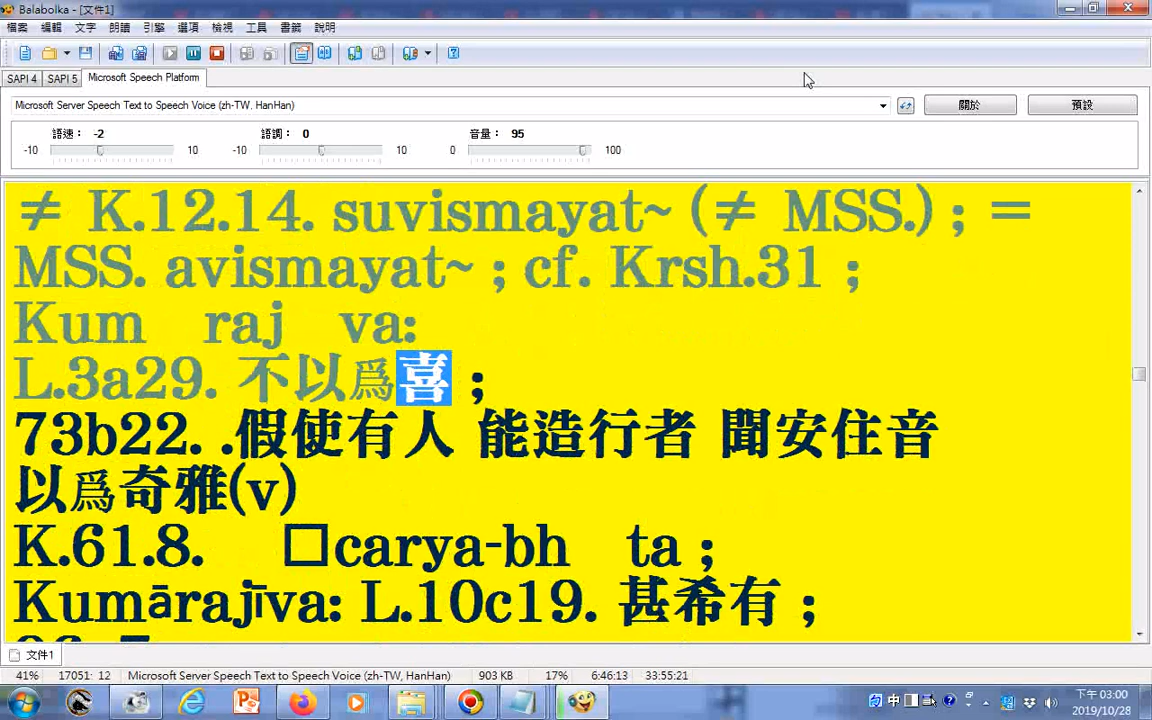 Balabolka - [文件1]
檔案 編輯 文字 朗讀 引擎 選項 檢視 工具 書籤 說明
SAPI 4 SAPI 5 Microsoft Speech Platform
Microsoft Server Speech Text to Speech Voice (zh-TW, HanHan) 關於 預設
語速： -2 語調： 0 音量： 95
-10 10 -10 10 0 100
≠ K.12.14. suvismayat~ (≠ MSS.) ; =
MSS. avismayat~ ; cf. Krsh.31 ;
Kum raj va:
L.3a29. 不以爲喜 ;
73b22. .假使有人 能造行者 聞安住音
以爲奇雅(v)
K.61.8. □carya-bh ta ;
Kumārajīva: L.10c19. 甚希有 ;
文件1
41% 17051: 12 Microsoft Server Speech Text to Speech Voice (zh-TW, HanHan) 903 KB 17% 6:46:13 33:55:21
中 下午 03:00
2019/10/28